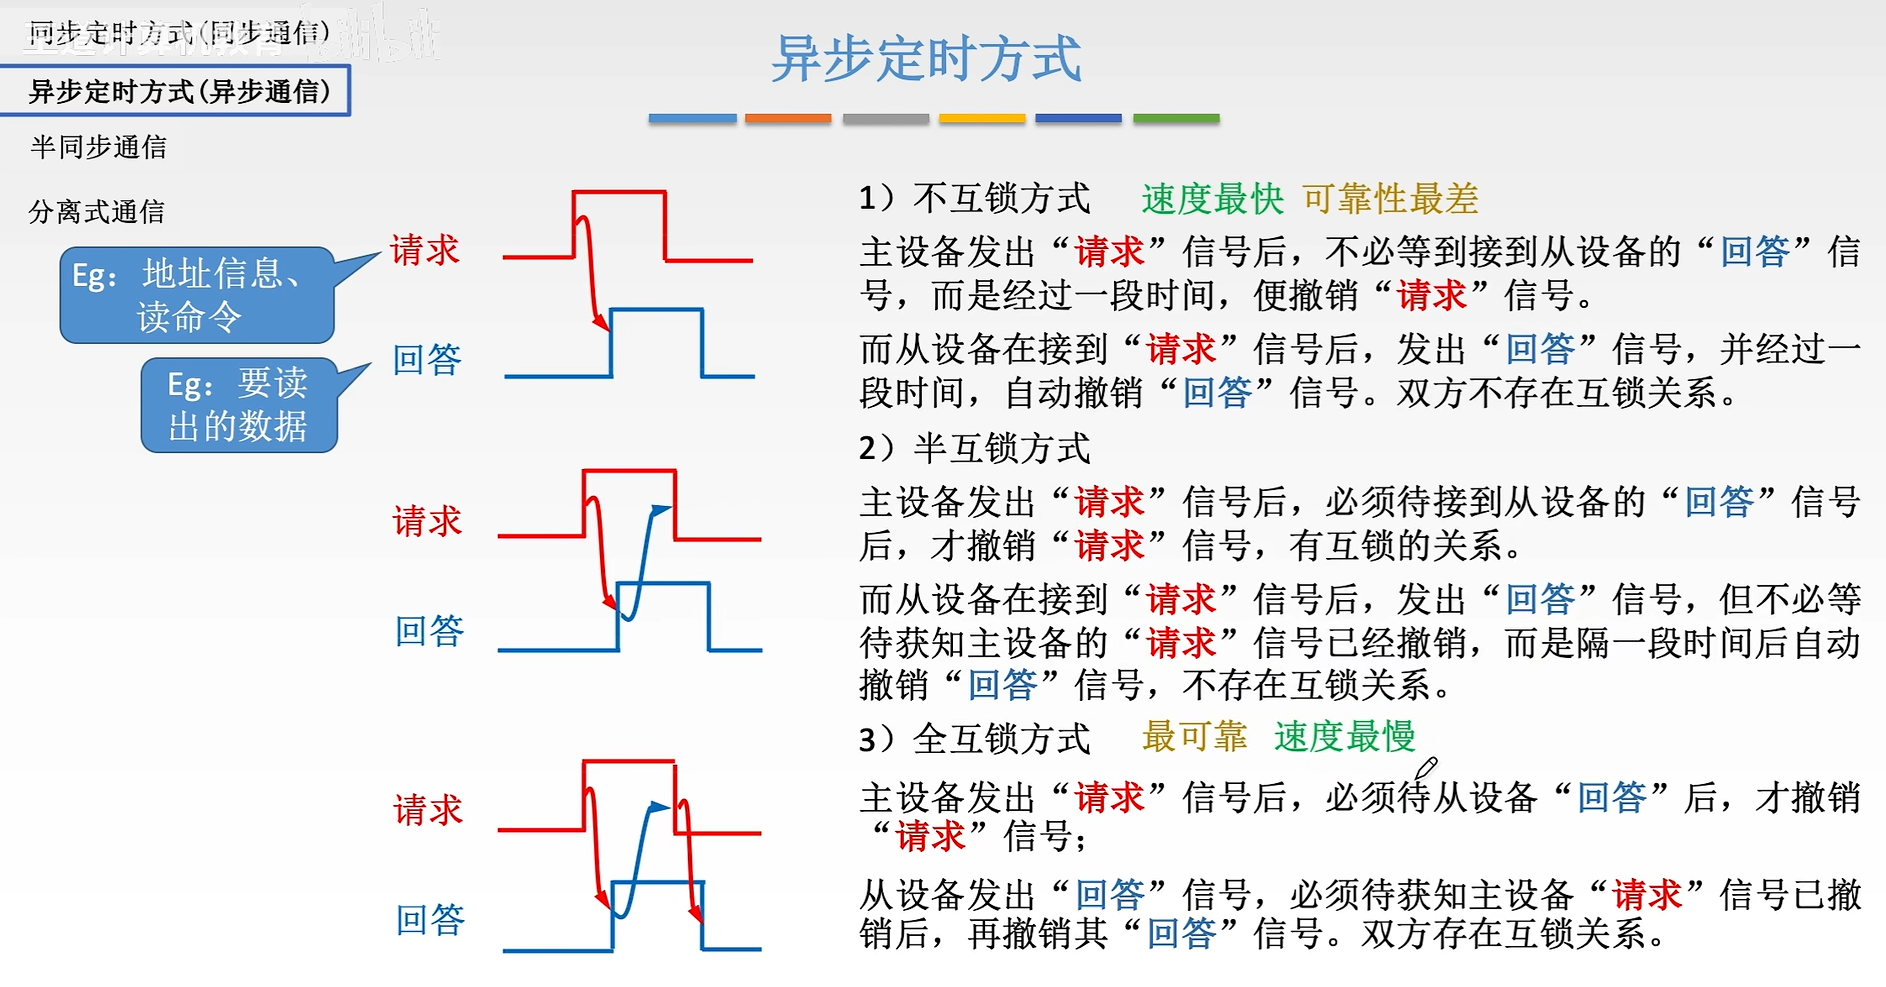 同步定时方式(同步通信)
王道计算机教育 bilibili
异步定时方式(异步通信)
半同步通信
分离式通信
异步定时方式
Eg：地址信息、
读命令
Eg：要读
出的数据
请求
回答
请求
回答
请求
回答
1）不互锁方式 速度最快 可靠性最差
主设备发出“请求”信号后，不必等到接到从设备的“回答”信
号，而是经过一段时间，便撤销“请求”信号。
而从设备在接到“请求”信号后，发出“回答”信号，并经过一
段时间，自动撤销“回答”信号。双方不存在互锁关系。
2）半互锁方式
主设备发出“请求”信号后，必须待接到从设备的“回答”信号
后，才撤销“请求”信号，有互锁的关系。
而从设备在接到“请求”信号后，发出“回答”信号，但不必等
待获知主设备的“请求”信号已经撤销，而是隔一段时间后自动
撤销“回答”信号，不存在互锁关系。
3）全互锁方式 最可靠 速度最慢
主设备发出“请求”信号后，必须待从设备“回答”后，才撤销
“请求”信号；
从设备发出“回答”信号，必须待获知主设备“请求”信号已撤
销后，再撤销其“回答”信号。双方存在互锁关系。